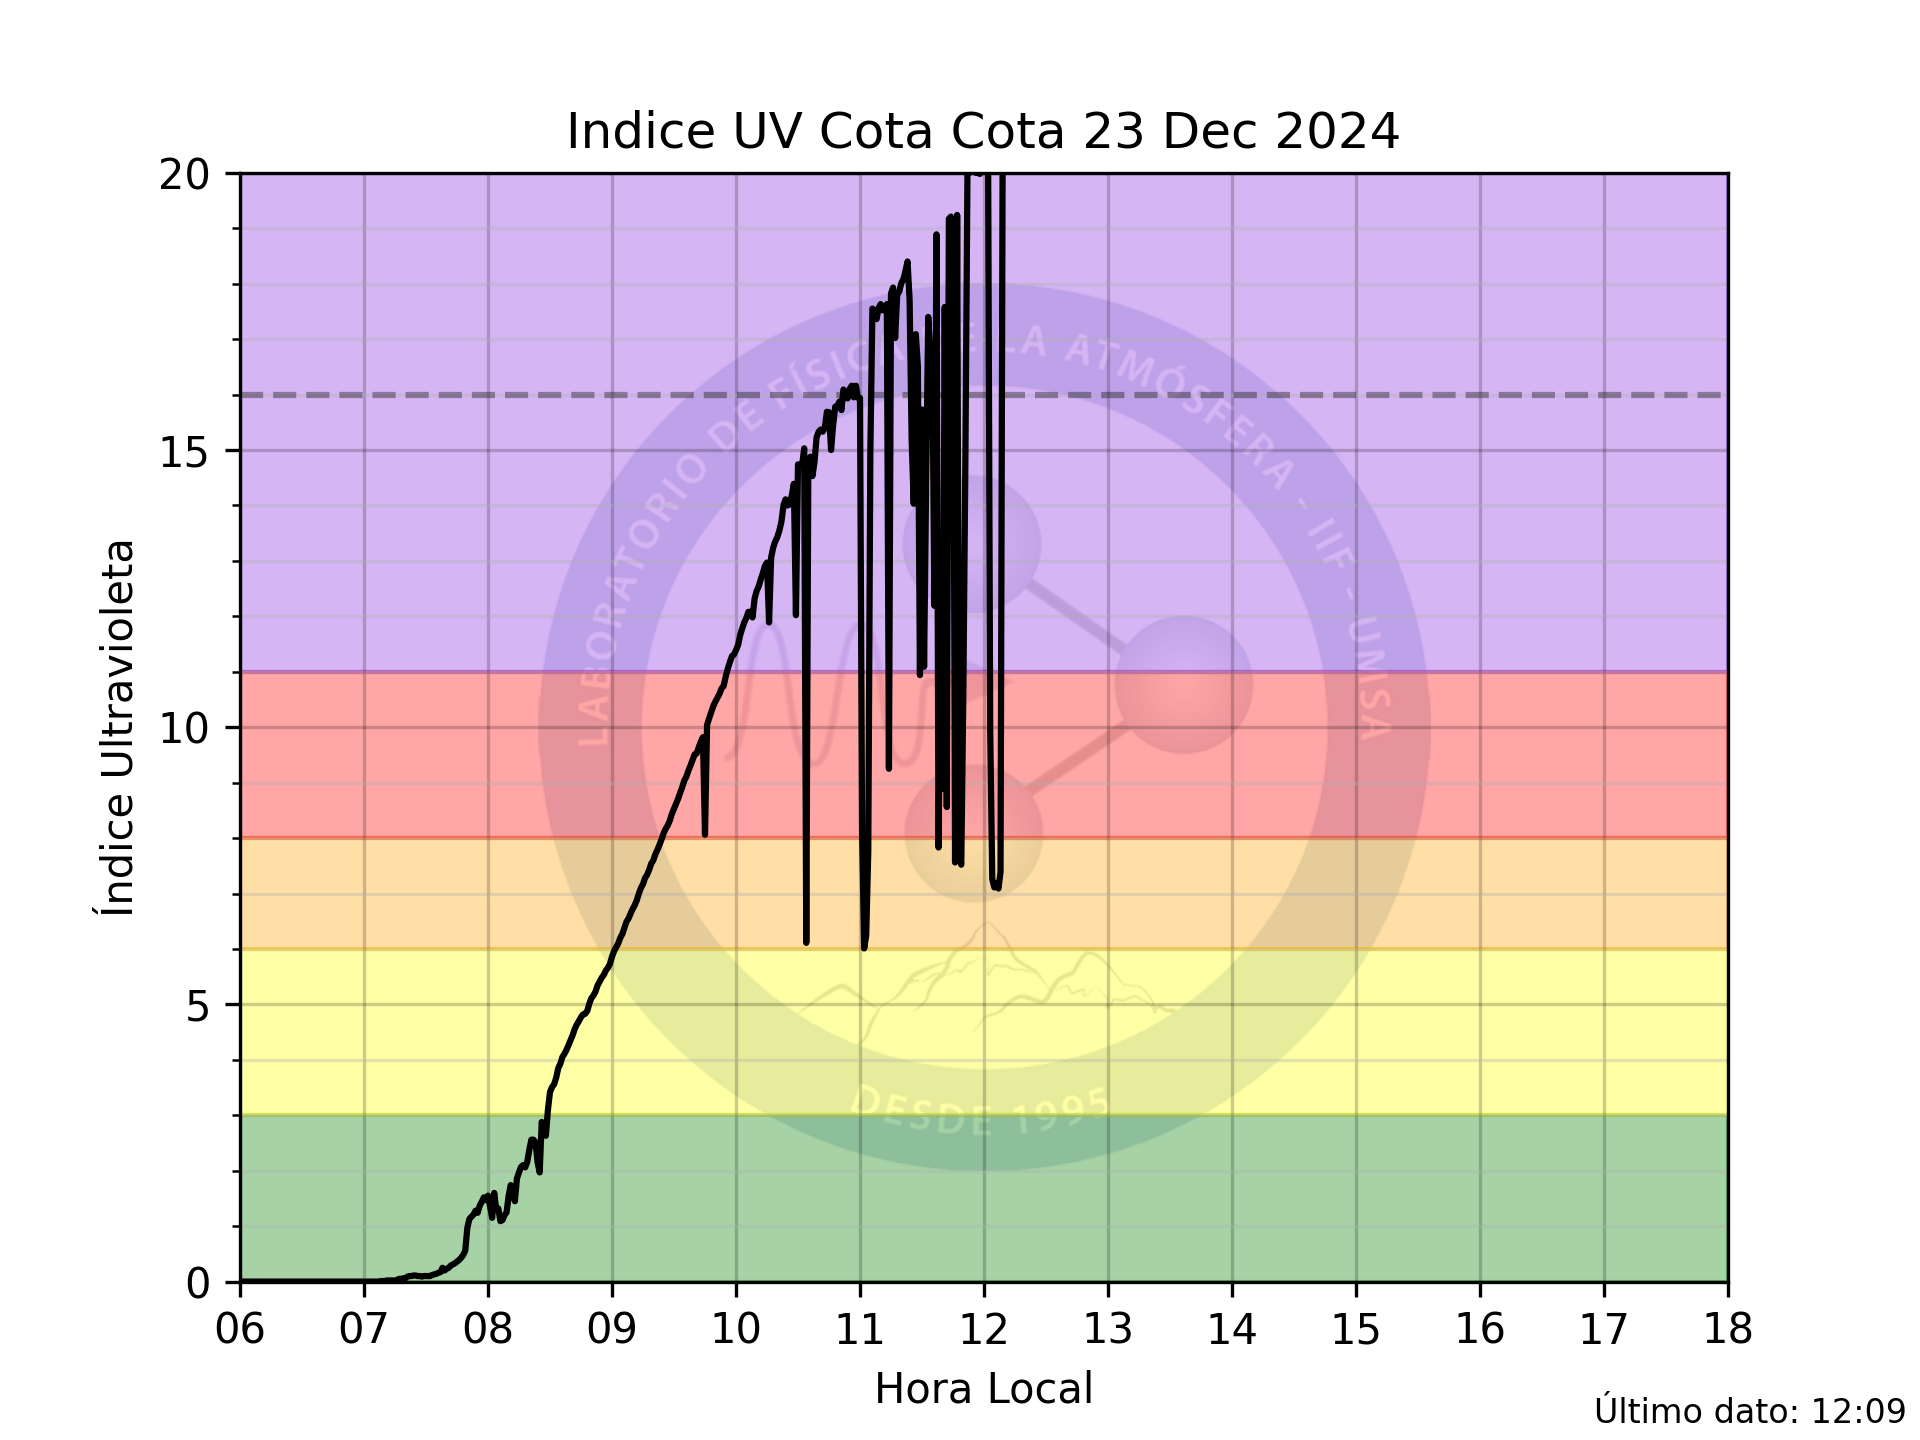 Indice UV Cota Cota 23 Dec 2024
20
15
10
5
0
Índice Ultravioleta
LABORATORIO DE FÍSICA DE LA ATMÓSFERA - IIF - UMSA
DESDE 1995
06 07 08 09 10 11 12 13 14 15 16 17 18
Hora Local
Último dato: 12:09